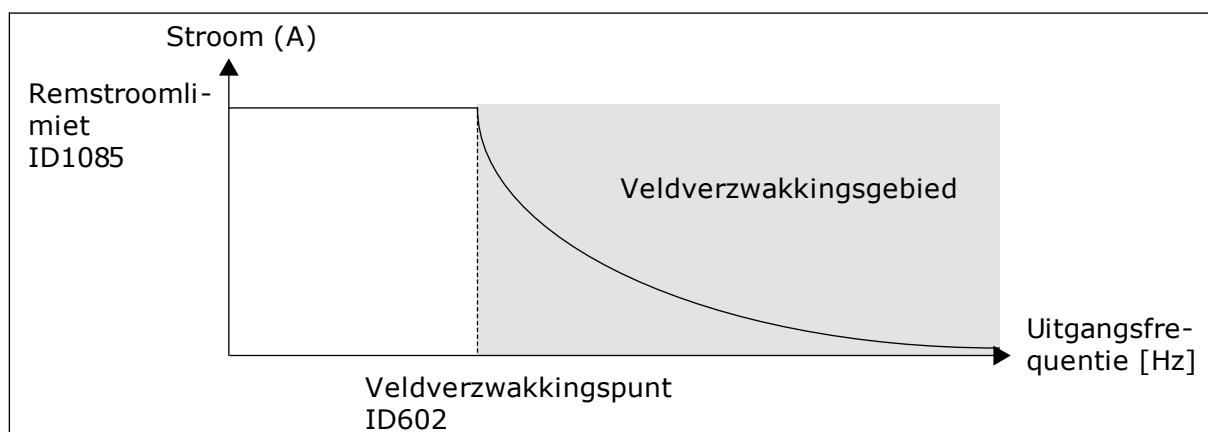 Stroom (A)
Remstroomli-
miet
ID1085
Veldverzwakkingsgebied
Uitgangsfre-
quentie [Hz]
Veldverzwakkingspunt
ID602